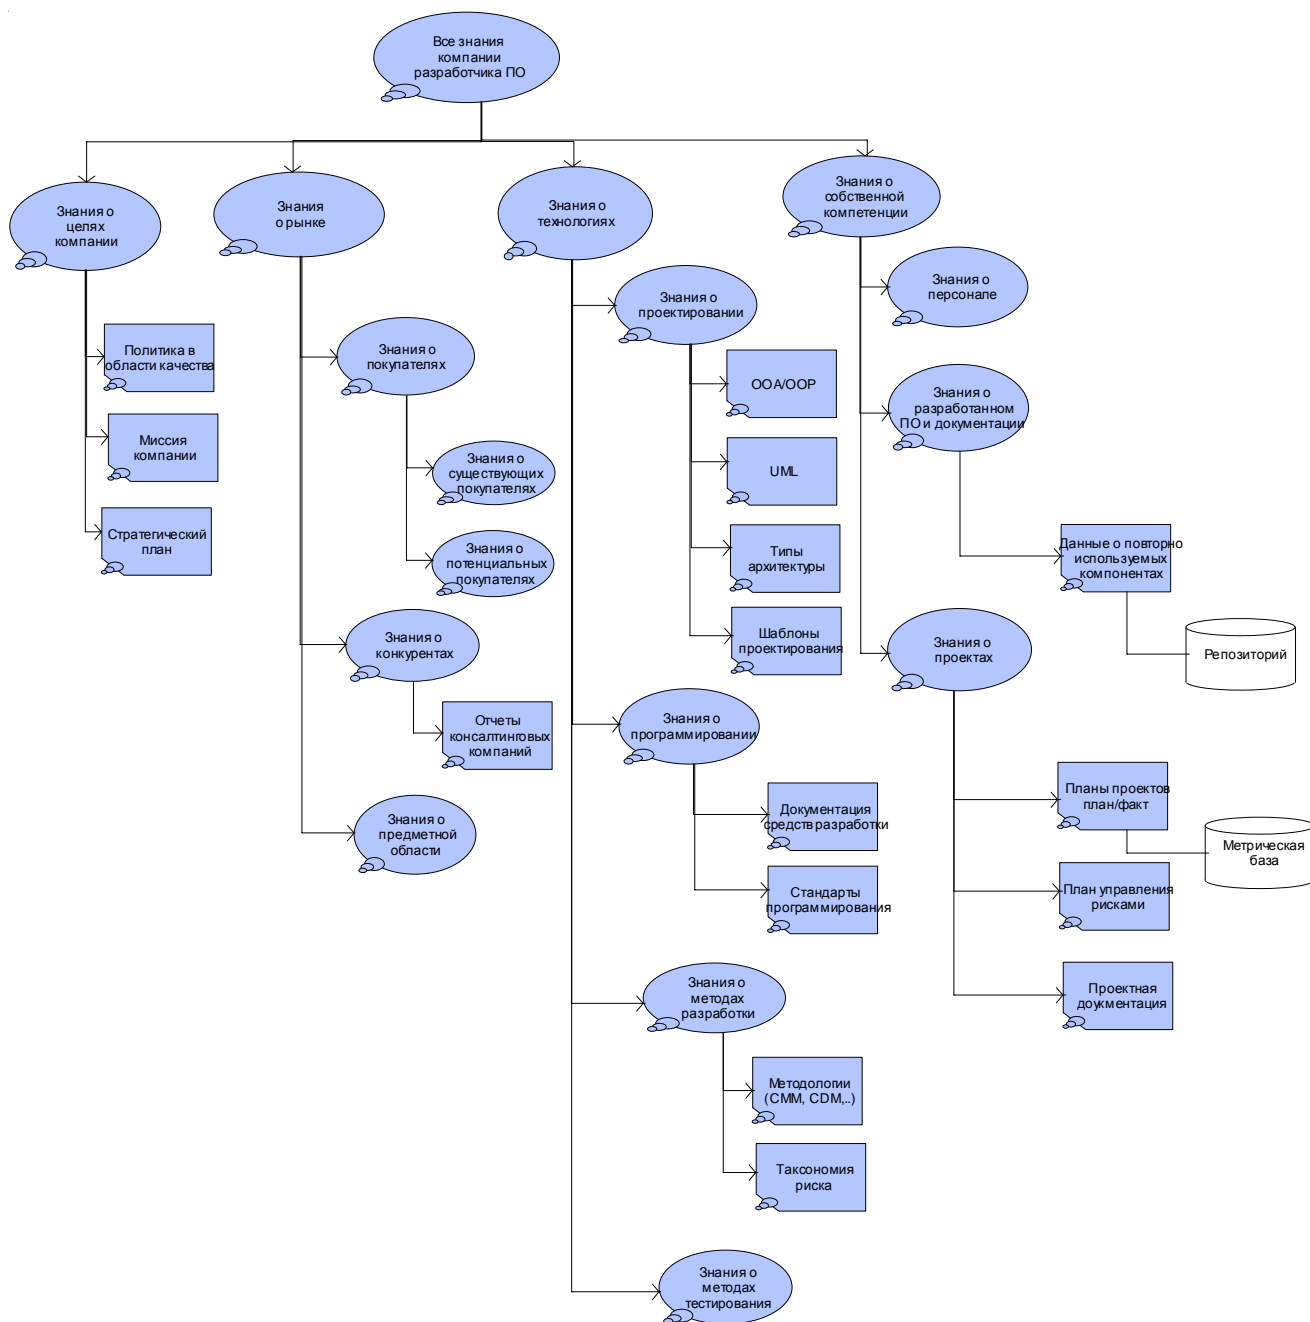 Все знания
компании
разработчика ПО
Знания о
целях
компании
Политика в
области качества
Миссия
компании
Стратегический
план
Знания
о рынке
Знания о
покупателях
Знания о
существующих
покупателях
Знания о
потенциальных
покупателях
Знания о
конкурентах
Отчеты
консалтинговых
компаний
Знания о
предметной
области
Знания о
технологиях
Знания о
проектировании
OOA/OOP
UML
Типы
архитектуры
Шаблоны
проектирования
Знания о
программировании
Документация
средств разработки
Стандарты
программирования
Знания о
методах
разработки
Методологии
(CMM, CDM,..)
Таксономия
риска
Знания о
методах
тестирования
Знания о
собственной
компетенции
Знания о
персонале
Знания о
разработанном
ПО и документации
Данные о повторно
используемых
компонентах
Репозиторий
Знания о
проектах
Планы проектов
план/факт
Метрическая
база
План управления
рисками
Проектная
доукментация